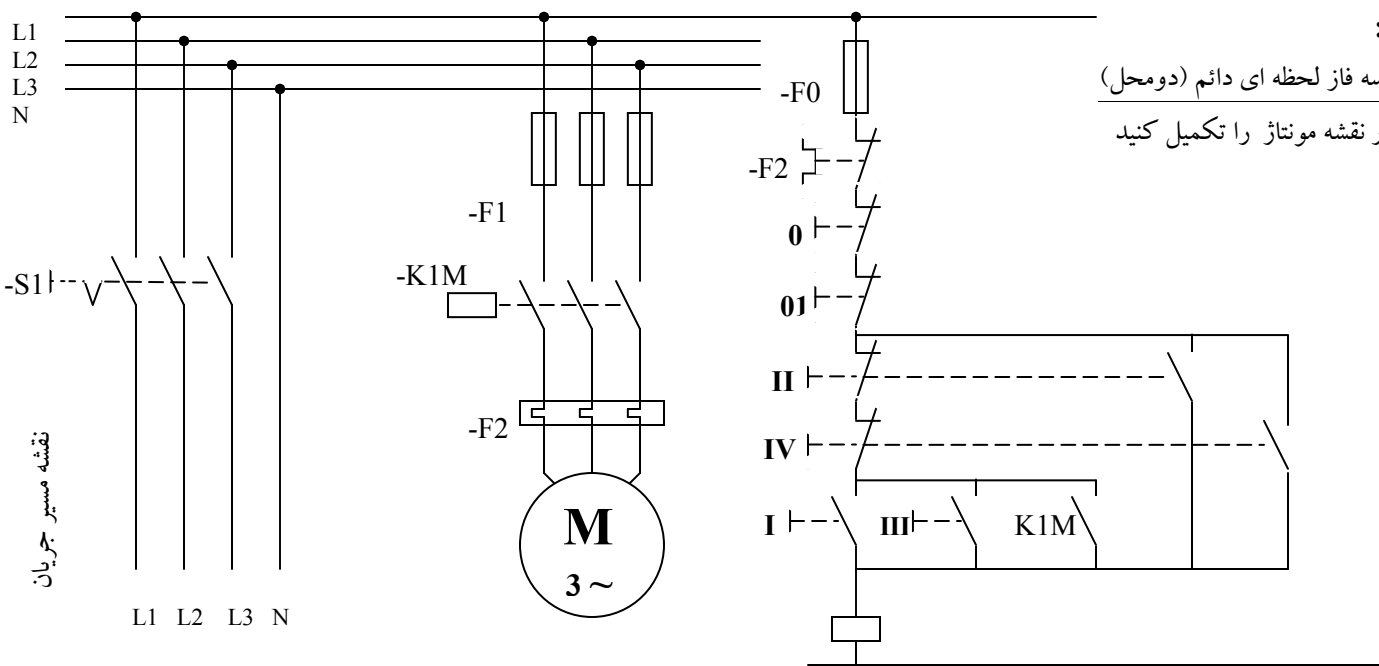 :
سه فاز لحظه ای دائم (دومحل)
نقشه مونتاژ را تکمیل کنید
L1
L2
L3
N
-F0
-F2
-F1
0
-S1
-K1M
01
II
-F2
IV
I
III
K1M
M
3 ~
نقشه مسیر جریان
L1 L2 L3 N